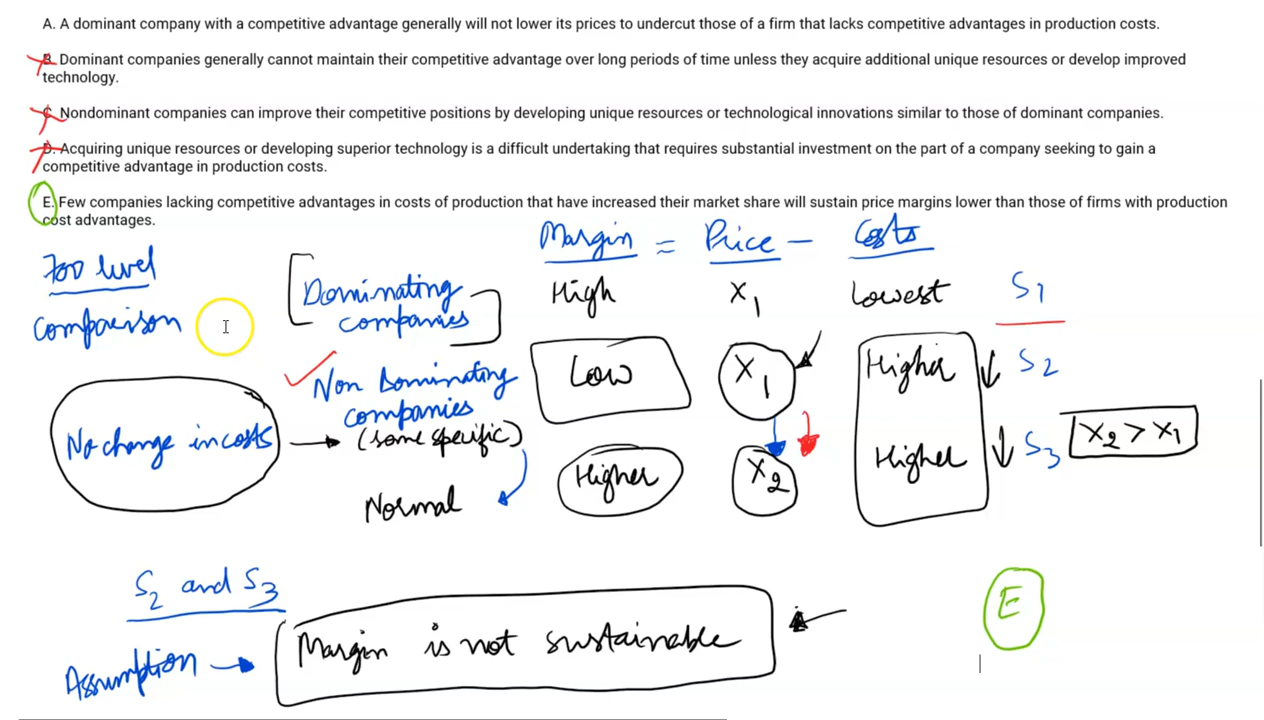 A. A dominant company with a competitive advantage generally will not lower its prices to undercut those of a firm that lacks competitive advantages in production costs.
B. Dominant companies generally cannot maintain their competitive advantage over long periods of time unless they acquire additional unique resources or develop improved
technology.
C. Nondominant companies can improve their competitive positions by developing unique resources or technological innovations similar to those of dominant companies.
D. Acquiring unique resources or developing superior technology is a difficult undertaking that requires substantial investment on the part of a company seeking to gain a
competitive advantage in production costs.
E. Few companies lacking competitive advantages in costs of production that have increased their market share will sustain price margins lower than those of firms with production
cost advantages.
Margin = Price - Costs
700 level
comparison
Dominating
companies
High X1 Lowest S1
Non Dominating
companies
(some specific)
Low X1 Higher S2
No change in costs
Normal
Higher X2 Higher S3
X2 > X1
S2 and S3
Assumption
Margin is not sustainable
E